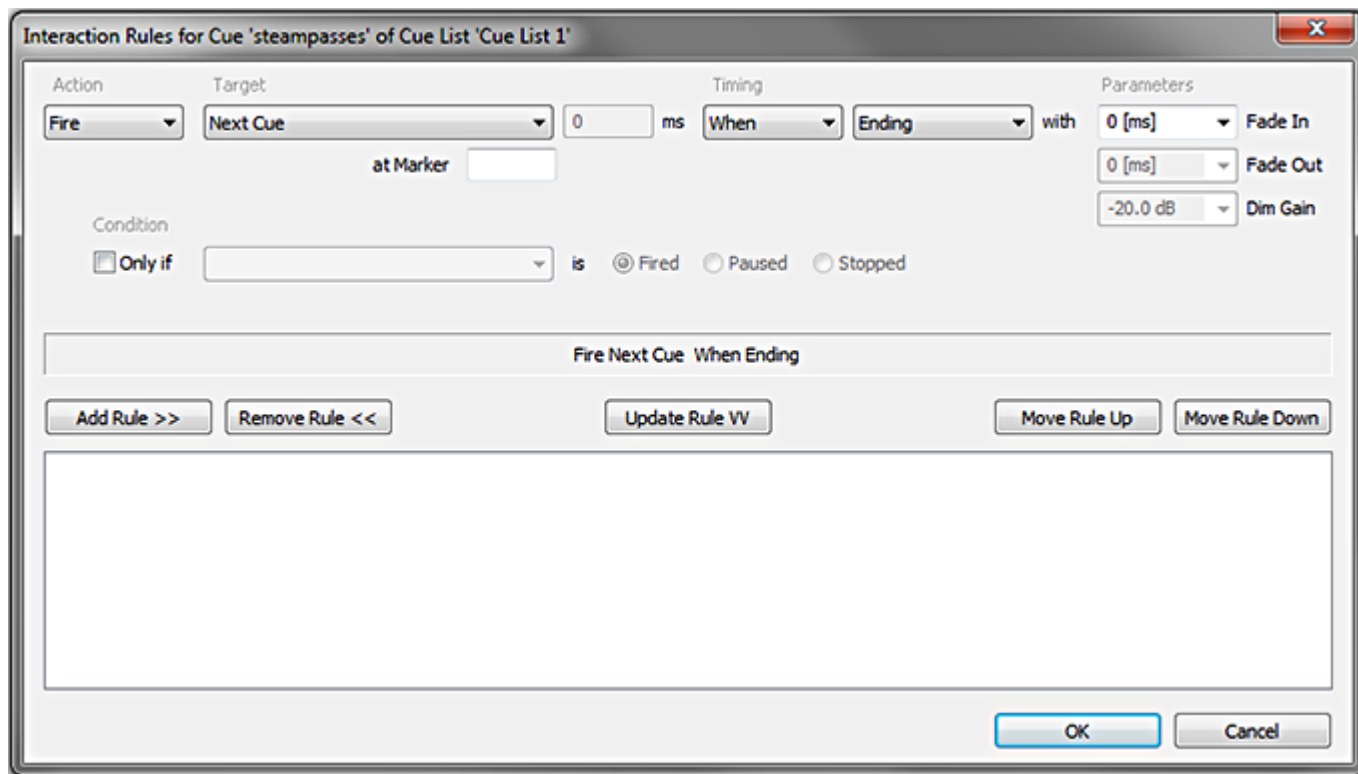 Interaction Rules for Cue 'steampasses' of Cue List 'Cue List 1'
Action Target Timing Parameters
Fire Next Cue 0 ms When Ending with 0 [ms] Fade In
at Marker 0 [ms] Fade Out
-20.0 dB Dim Gain
Condition
Only if is Fired Paused Stopped
Fire Next Cue When Ending
Add Rule >> Remove Rule << Update Rule VV Move Rule Up Move Rule Down
OK Cancel